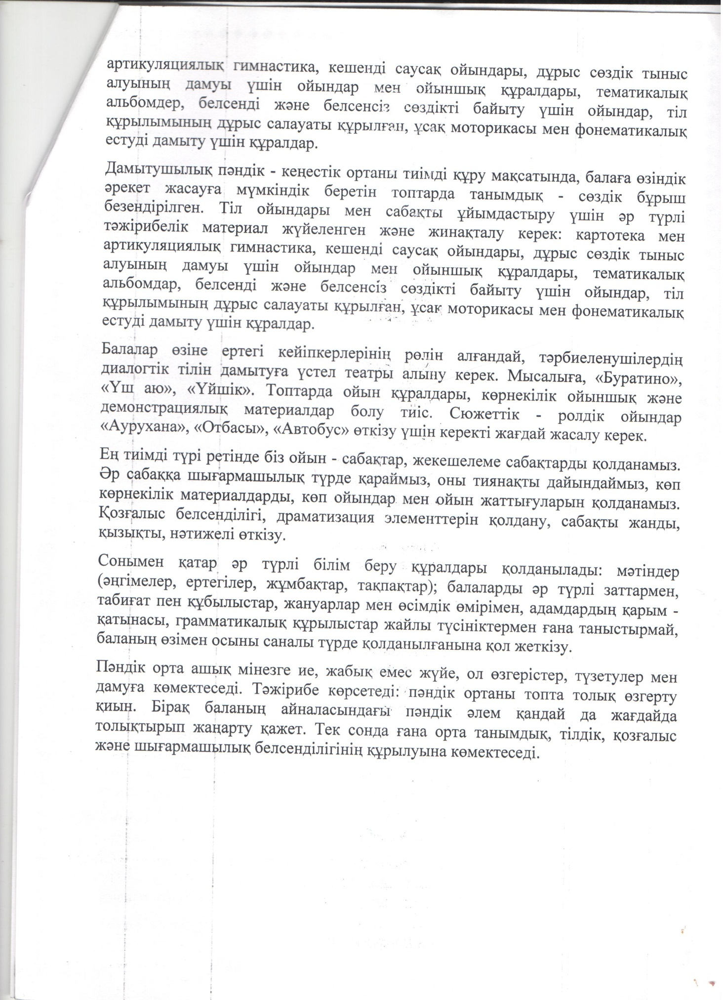 артикуляциялық гимнастика, кешенді саусақ ойындары, дұрыс сөздік тыныс
алуының дамуы үшін ойындар мен ойыншық құралдары, тематикалық
альбомдер, белсенді және белсенсіз сөздікті байыту үшін ойындар, тіл
құрылымының дұрыс салауаты құрылған, ұсақ моторикасы мен фонематикалық
естуді дамыту үшін құралдар.
Дамытушылық пәндік - кеңестік ортаны тиімді құру мақсатында, балаға өзіндік
әрекет жасауға мүмкіндік беретін топтарда танымдық - сөздік бұрыш
безендірілген. Тіл ойындары мен сабақты ұйымдастыру үшін әр түрлі
тәжірибелік материал жүйеленген және жинақталу керек: картотека мен
артикуляциялық гимнастика, кешенді саусақ ойындары, дұрыс сөздік тыныс
алуының дамуы үшін ойындар мен ойыншық құралдары, тематикалық
альбомдар, белсенді және белсенсіз сөздікті байыту үшін ойындар, тіл
құрылымының дұрыс салауаты құрылған, ұсақ моторикасы мен фонематикалық
естуді дамыту үшін құралдар.
Балалар өзіне ертегі кейіпкерлерінің рөлін алғандай, тәрбиеленушілердің
диалогтік тілін дамытуға үстел театры алыну керек. Мысалыға, «Буратино»,
«Үш аю», «Үйшік». Топтарда ойын құралдары, көрнекілік ойыншық және
демонстрациялық материалдар болу тиіс. Сюжеттік - ролдік ойындар
«Аурухана», «Отбасы», «Автобус» өткізу үшін керекті жағдай жасалу керек.
Ең тиімді түрі ретінде біз ойын - сабақтар, жекешелеме сабақтарды қолданамыз.
Әр сабаққа шығармашылық түрде қараймыз, оны тиянақты дайындаймыз, көп
көрнекілік материалдарды, көп ойындар мен ойын жаттығуларын қолданамыз.
Қозғалыс белсенділігі, драматизация элементтерін қолдану, сабақты жанды,
қызықты, нәтижелі өткізу.
Сонымен қатар әр түрлі білім беру құралдары қолданылады: мәтіндер
(әңгімелер, ертегілер, жұмбақтар, тақпақтар); балаларды әр түрлі заттармен,
табиғат пен құбылыстар, жануарлар мен өсімдік өмірімен, адамдардың қарым -
қатынасы, грамматикалық құрылыстар жайлы түсініктермен ғана таныстырмай,
баланың өзімен осыны саналы түрде қолданылғанына қол жеткізу.
Пәндік орта ашық мінезге ие, жабық емес жүйе, ол өзгерістер, түзетулер мен
дамуға көмектеседі. Тәжірибе көрсетеді: пәндік ортаны топта толық өзгерту
қиын. Бірақ баланың айналасындағы пәндік әлем қандай да жағдайда
толықтырып жаңарту қажет. Тек сонда ғана орта танымдық, тілдік, қозғалыс
және шығармашылық белсенділігінің құрылуына көмектеседі.